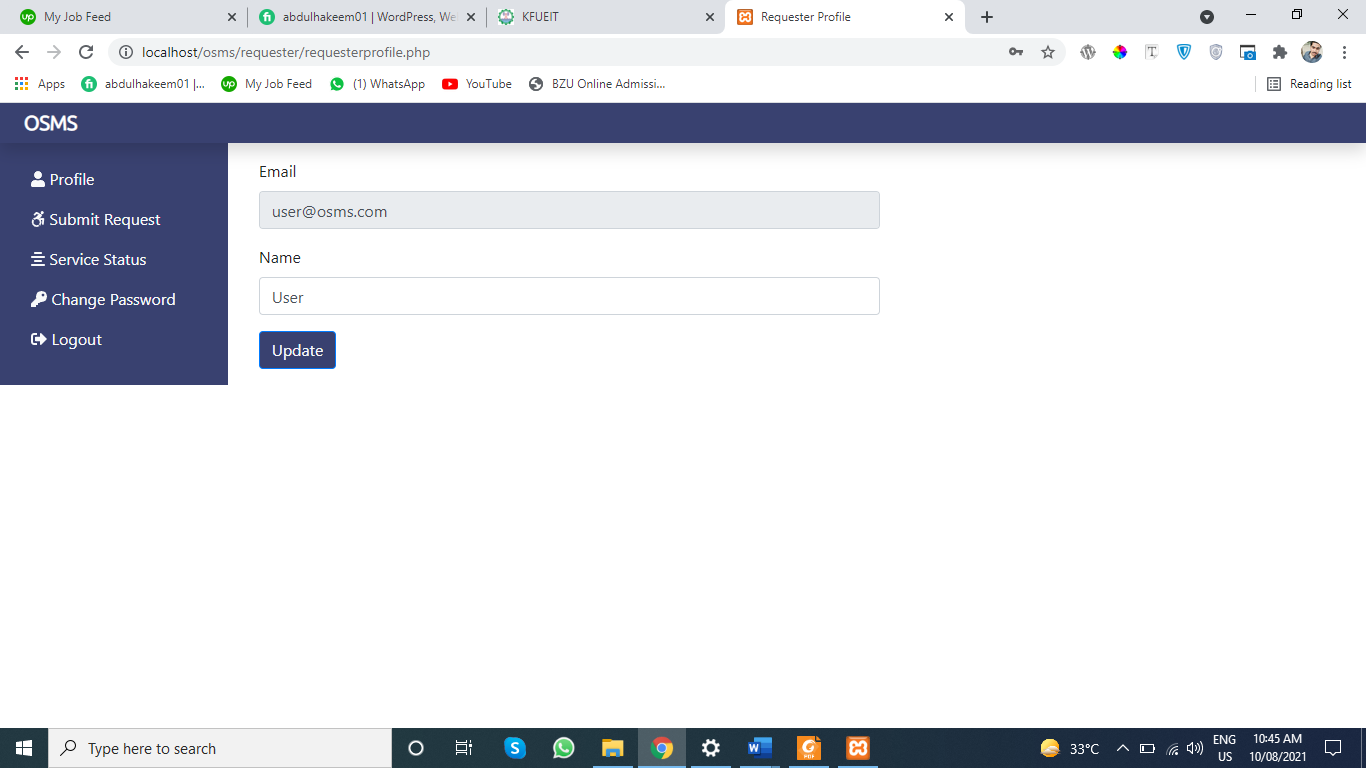 My Job Feed
abdulhakeem01 | WordPress, We
KFUEIT
Requester Profile
localhost/osms/requester/requesterprofile.php
Apps
abdulhakeem01 |...
My Job Feed
(1) WhatsApp
YouTube
BZU Online Admissi...
Reading list
OSMS
Profile
Submit Request
Service Status
Change Password
Logout
Email
user@osms.com
Name
User
Update
Type here to search
33°C
ENG
US
10:45 AM
10/08/2021